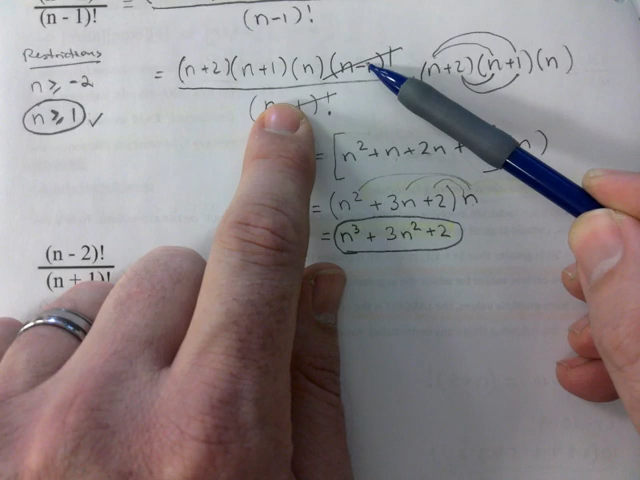 (n - 1)! = (n-1)!
Restrictions
n ≥ -2
n ≥ 1 ✓
= (n+2)(n+1)(n)(n-1)! (n+2)(n+1)(n)
= [n² + n + 2n + n)
= (n² + 3n + 2)n
= n³ + 3n² + 2
(n - 2)!
(n + 1)!